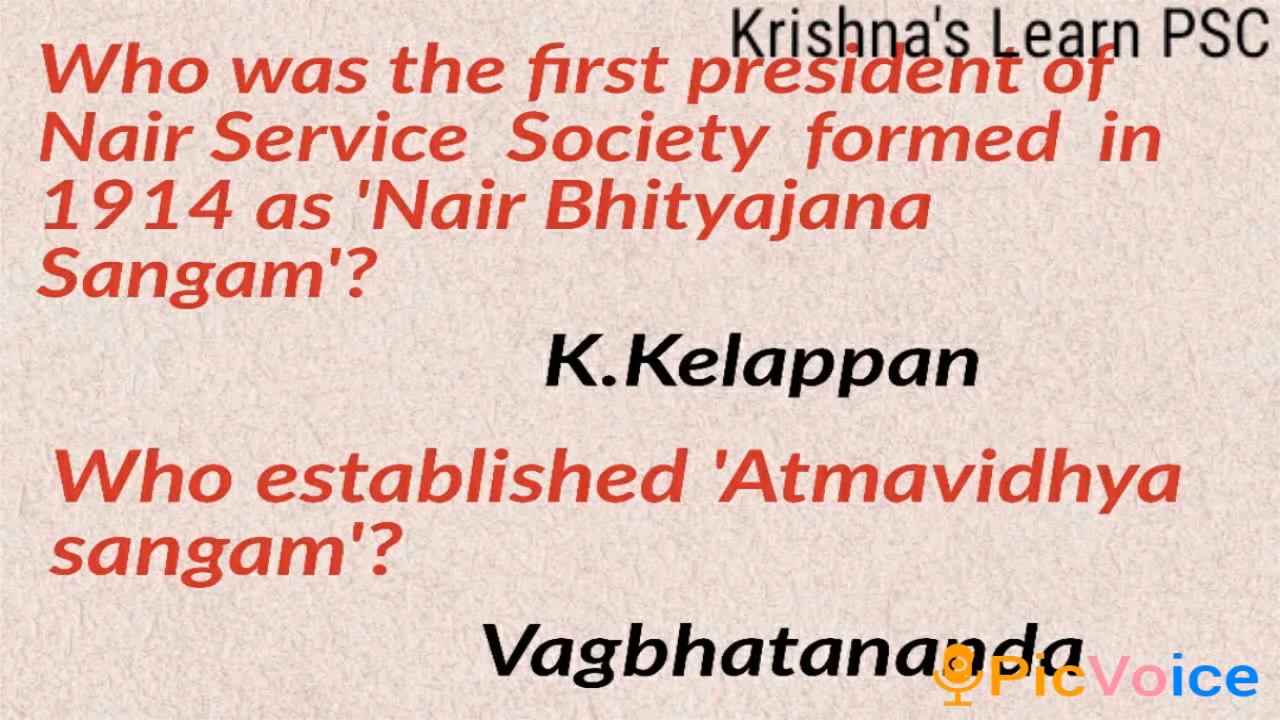 Krishna's Learn PSC
Who was the first president of
Nair Service Society formed in
1914 as 'Nair Bhityajana
Sangam'?
K.Kelappan
Who established 'Atmavidhya
sangam'?
Vagbhatananda
PicVoice